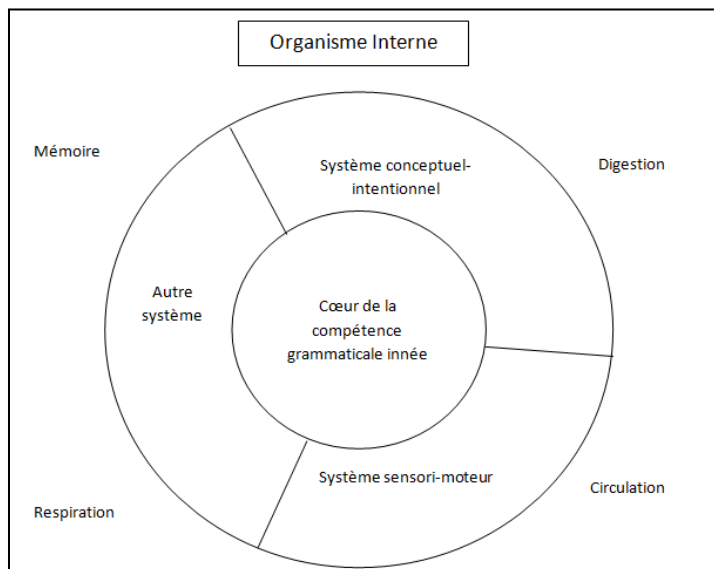 Organisme Interne
Mémoire
Digestion
Système conceptuel-
intentionnel
Autre
système
Cœur de la
compétence
grammaticale innée
Système sensori-moteur
Respiration
Circulation